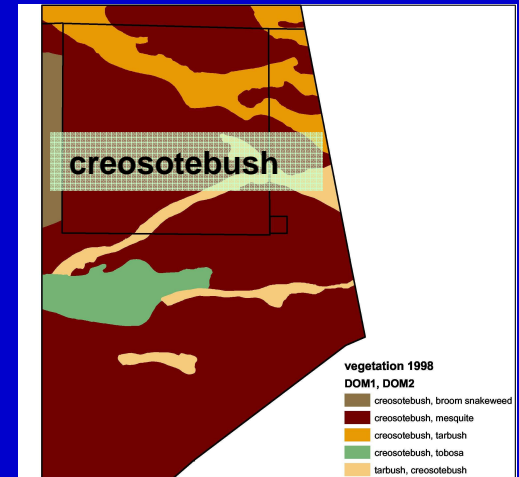 creosotebush
vegetation 1998
DOM1, DOM2
creosotebush, broom snakeweed
creosotebush, mesquite
creosotebush, tarbush
creosotebush, tobosa
tarbush, creosotebush